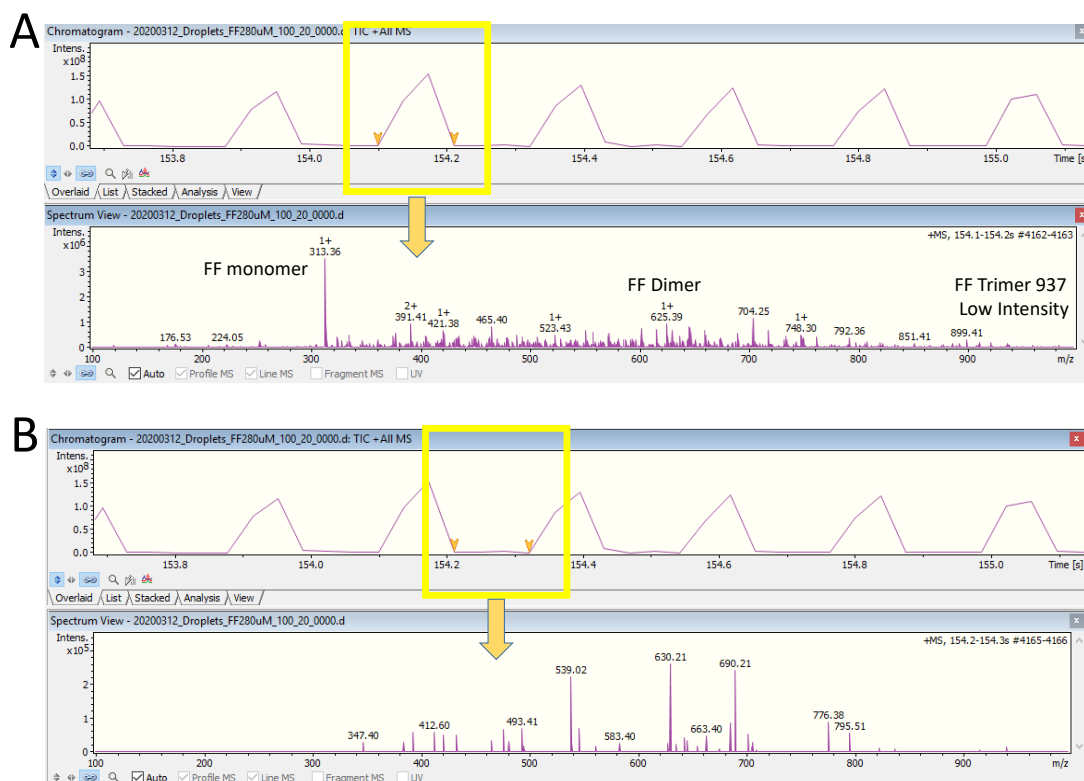 A
Chromatogram - 20200312_Droplets_FF280uM_100_20_0000.d: TIC +All MS
x
Intens.
x10⁸
1.5
1.0
0.5
0.0
153.8 154.0 154.2 154.4 154.6 154.8 155.0 Time [s]
Overlaid List Stacked Analysis View
Spectrum View - 20200312_Droplets_FF280uM_100_20_0000.d
x
Intens.
x10⁶
+MS, 154.1-154.2s #4162-4163
3
2
1
0
FF monomer
1+
313.36
FF Dimer
FF Trimer 937
Low Intensity
176.53
224.05
2+
391.41
1+
421.38
465.40
1+
523.43
1+
625.39
704.25
1+
748.30
792.36
851.41
899.41
100 200 300 400 500 600 700 800 900 m/z
Auto Profile MS Line MS Fragment MS UV
B
Chromatogram - 20200312_Droplets_FF280uM_100_20_0000.d: TIC +All MS
x
Intens.
x10⁸
1.5
1.0
0.5
0.0
153.8 154.0 154.2 154.4 154.6 154.8 155.0 Time [s]
Overlaid List Stacked Analysis View
Spectrum View - 20200312_Droplets_FF280uM_100_20_0000.d
x
Intens.
x10⁵
+MS, 154.2-154.3s #4165-4166
2
1
0
347.40
412.60
493.41
539.02
583.40
630.21
663.40
690.21
776.38
795.51
100 200 300 400 500 600 700 800 900 m/z
Auto Profile MS Line MS Fragment MS UV